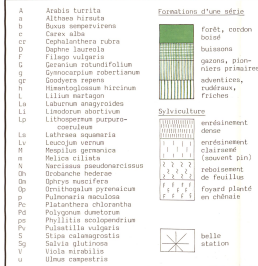 A Arabis turrita
a Althaea hirsuta
b Buxus sempervirens
c Carex alba
C Cephalanthera rubra
D Daphne laureola
f Filago vulgaris
G Geranium rotundifolium
g Gymnocarpium robertianum
gr Goodyera repens
h Himantoglossum hircinum
l Lilium martagon
La Laburnum anagyroides
Li Limodorum abortivum
Lp Lithospermum purpuro-
coeruleum
Ls Lathraea squamaria
Lv Leucojum vernum
M Mespilus germanica
m Melica ciliata
N Narcissus pseudonarcissus
Oh Orobanche hederae
Om Ophrys muscifera
Op Ornithogalum pyrenaicum
p Pulmonaria maculosa
Pc Platanthera chlorantha
Pd Polygonum dumetorum
ps Phyllitis scolopendrium
Pv Pulsatilla vulgaris
S Stipa calamagrostis
Sg Salvia glutinosa
V Viola mirabilis
u Ulmus campestris
Formations d'une série
forêt, cordon
boisé
buissons
gazons, pion-
niers primaires
adventices,
rudéraux,
friches
Sylviculture
enrésinement
dense
enrésinement
clairsemé
(souvent pin)
reboisement
de feuillus
foyard planté
en chênaie
belle
station